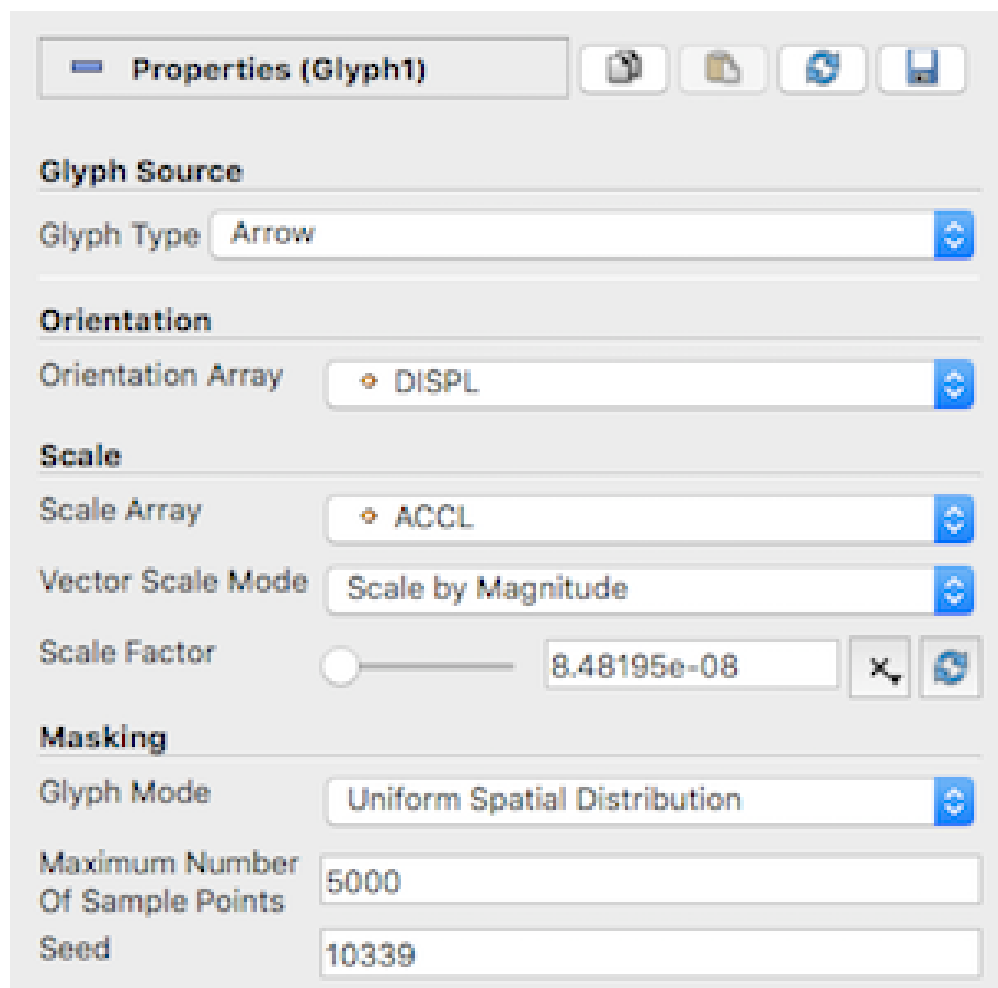 Properties (Glyph1)
Glyph Source
Glyph Type Arrow
Orientation
Orientation Array DISPL
Scale
Scale Array ACCL
Vector Scale Mode Scale by Magnitude
Scale Factor 8.48195e-08
Masking
Glyph Mode Uniform Spatial Distribution
Maximum Number
Of Sample Points 5000
Seed 10339